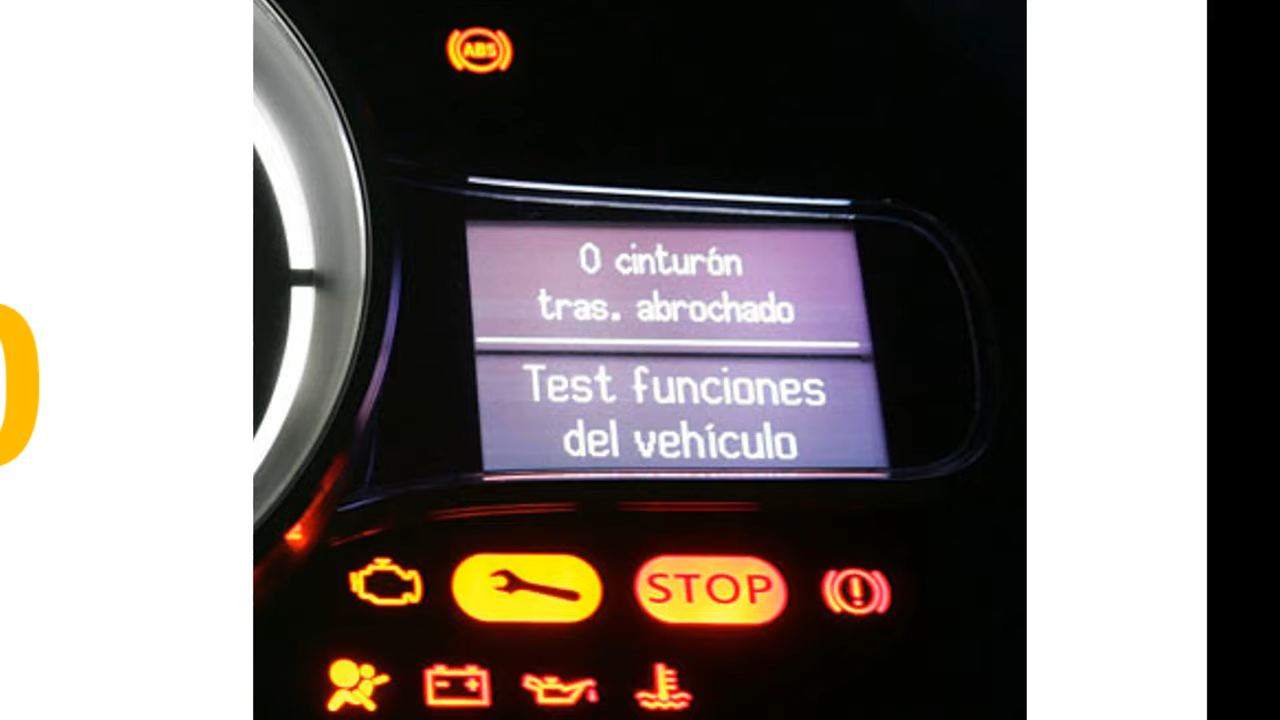 ABS
0 cinturón
tras. abrochado
Test funciones
del vehículo
STOP